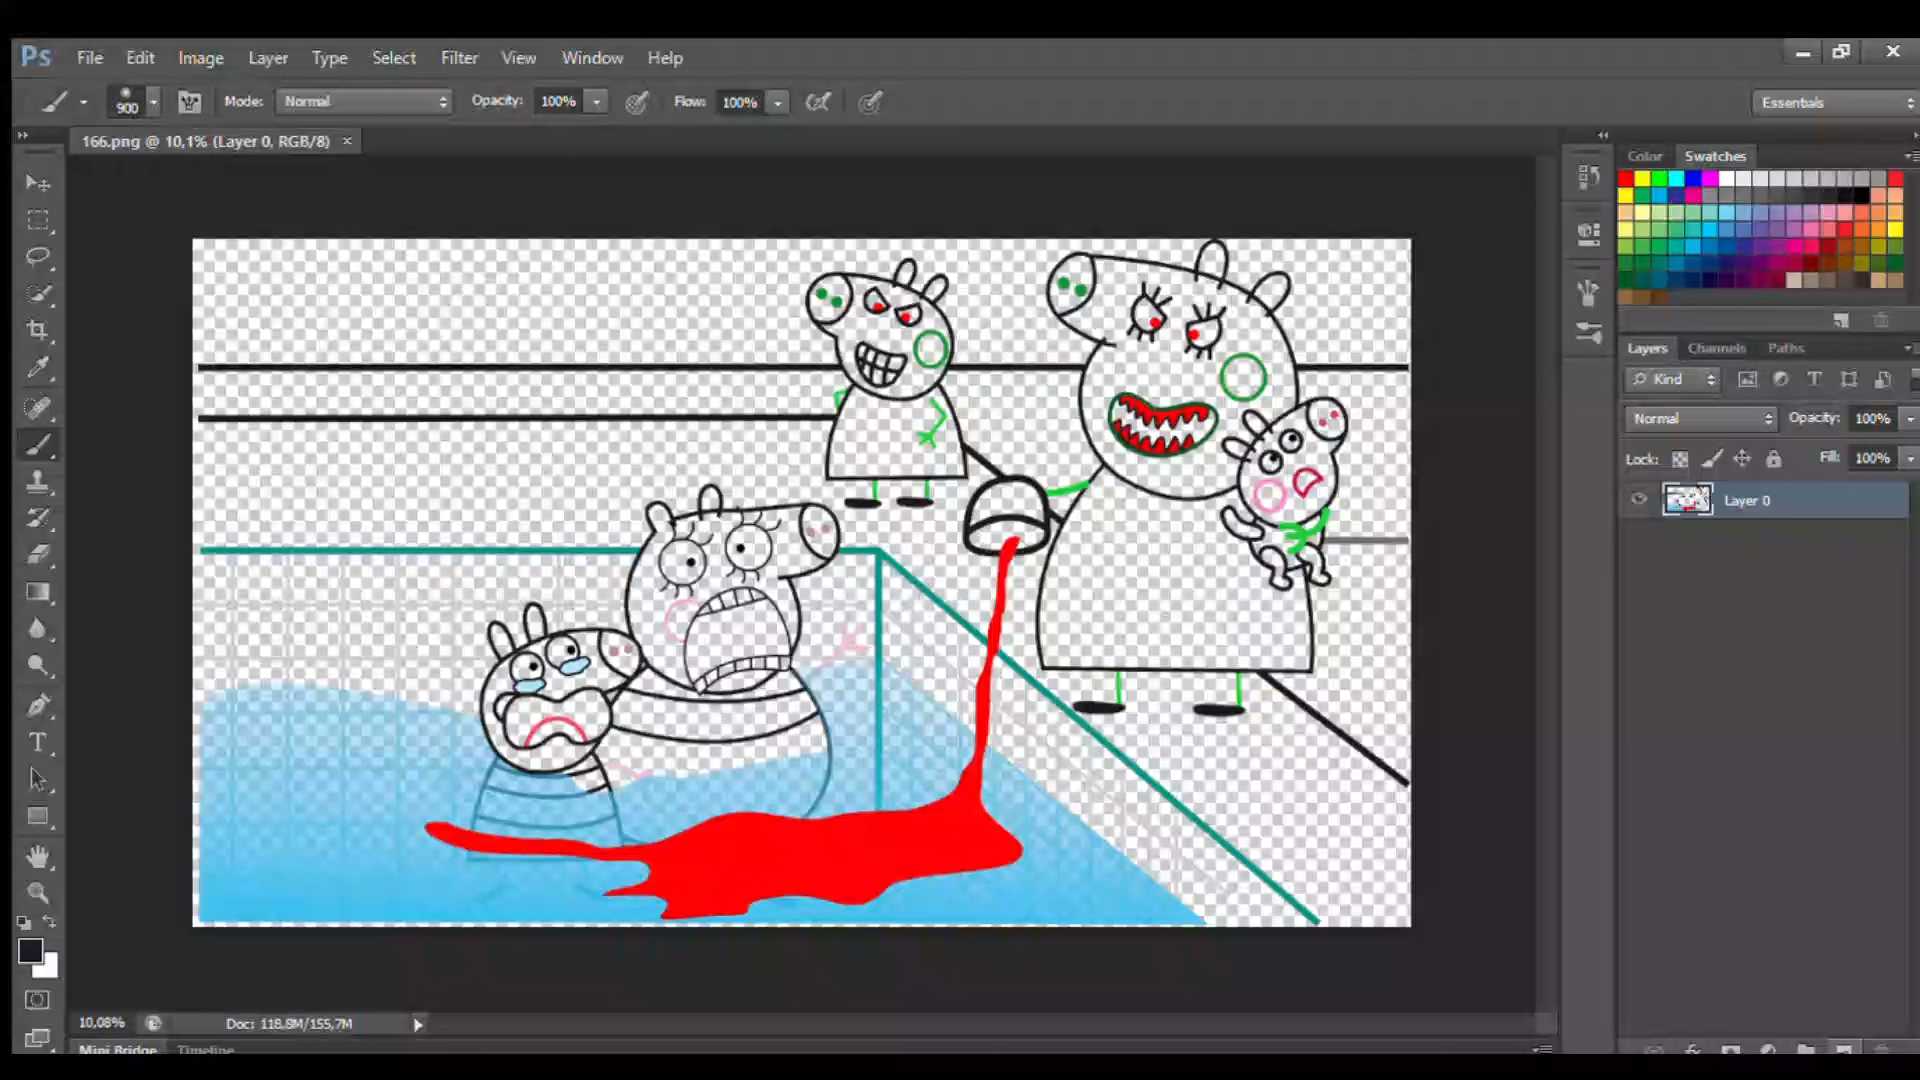 Ps File Edit Image Layer Type Select Filter View Window Help
900 Mode: Normal Opacity: 100% Flow: 100% Essentials
166.png @ 10,1% (Layer 0, RGB/8) ×
Color Swatches
Layers Channels Paths
Kind T
Normal Opacity: 100%
Lock: Fill: 100%
Layer 0
T
10,08% Doc: 118,8M/155,7M
Mini Bridge Timeline
fx